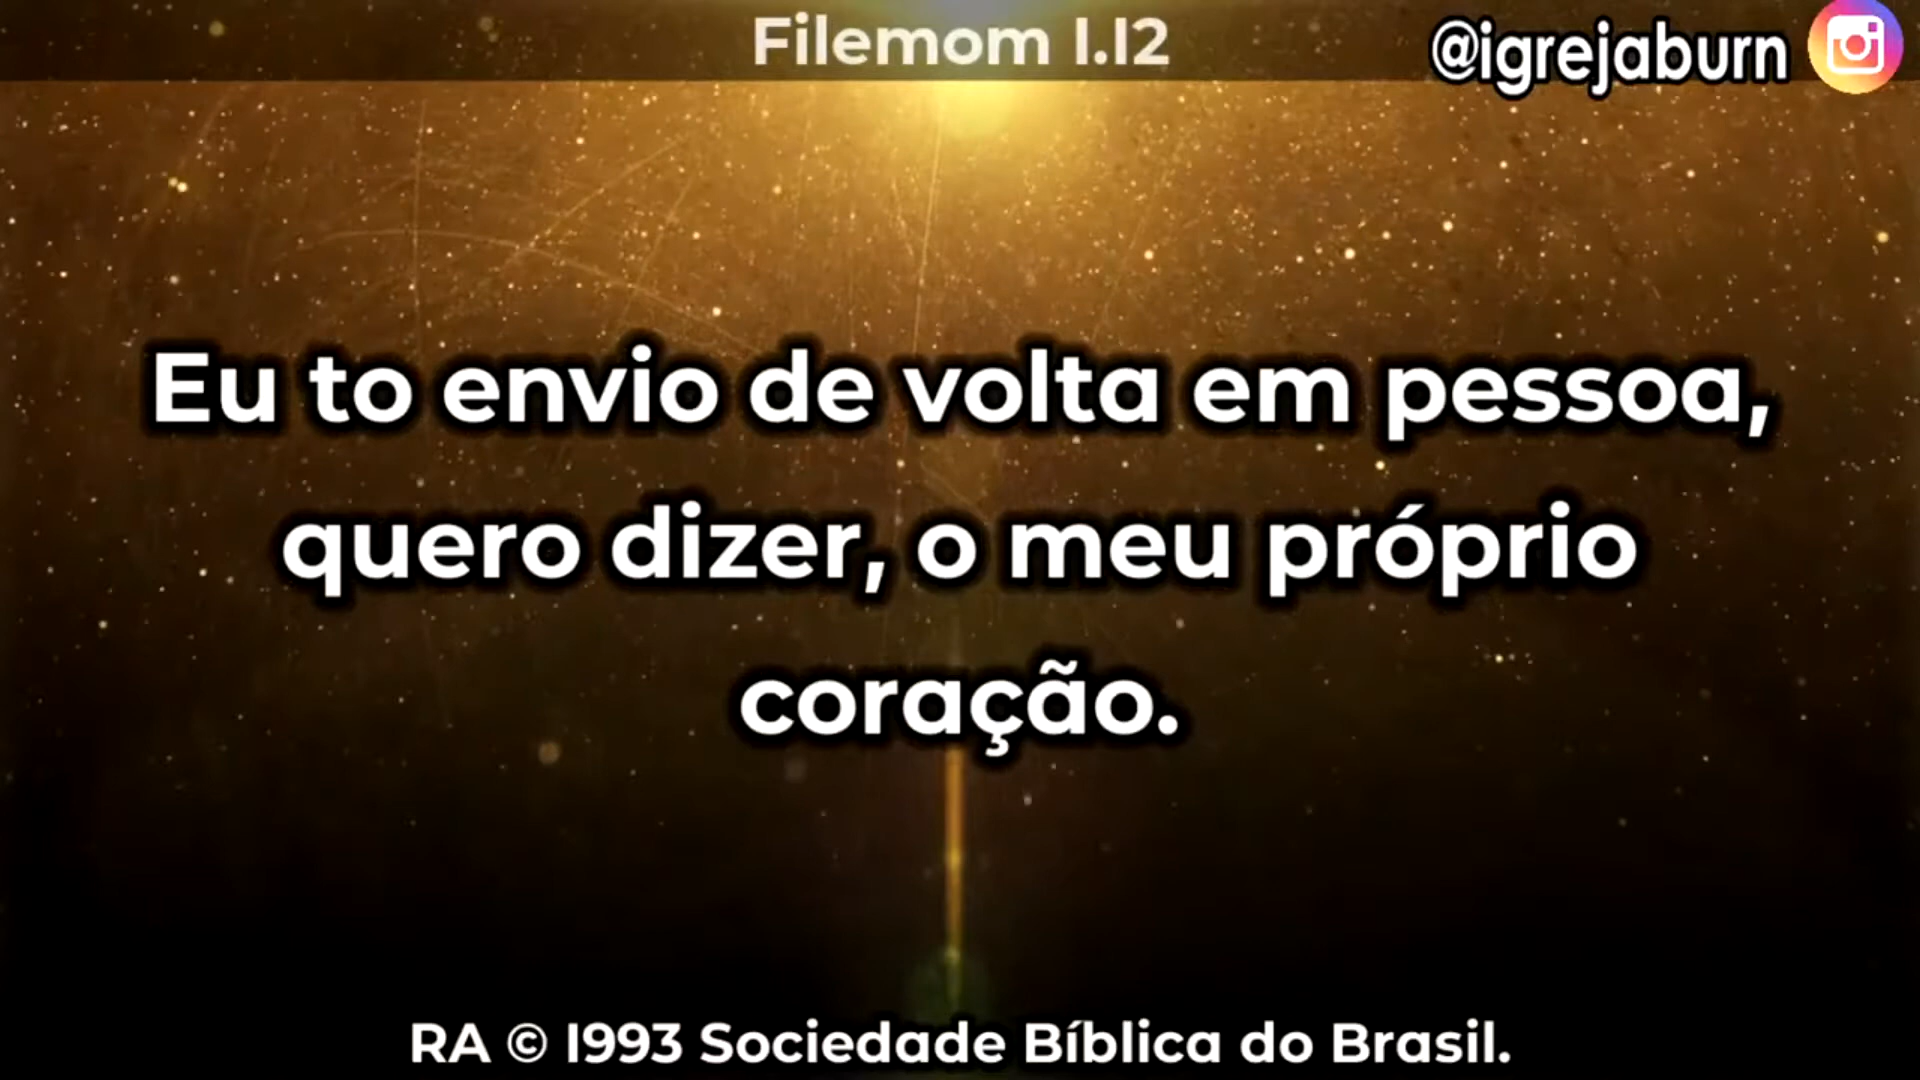 Filemom 1.12
@igrejaburn
Eu to envio de volta em pessoa,
quero dizer, o meu próprio
coração.
RA © 1993 Sociedade Bíblica do Brasil.